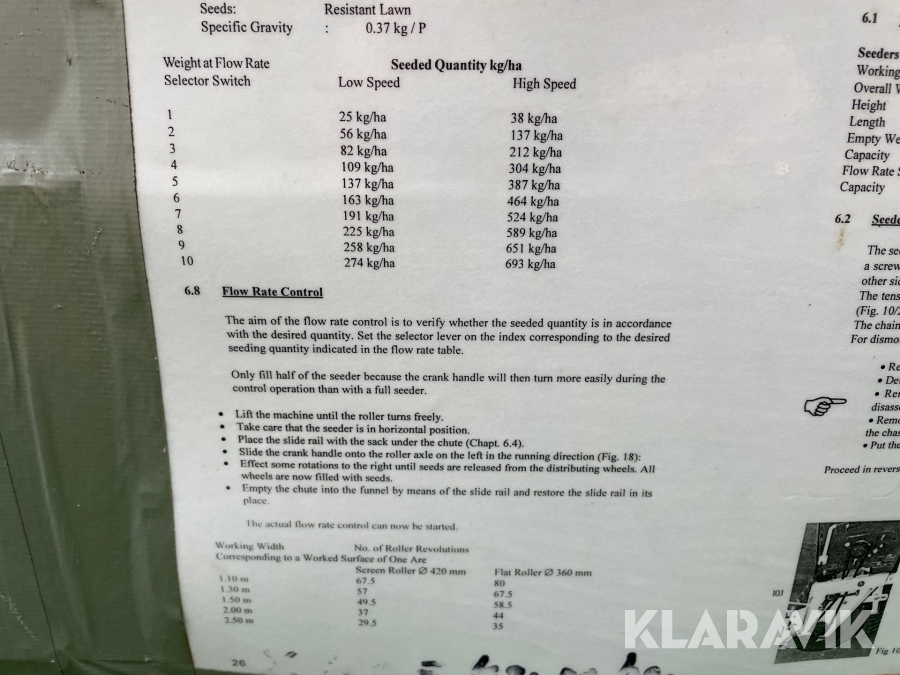 Seeds: Resistant Lawn
Specific Gravity : 0.37 kg / P
Weight at Flow Rate Seeded Quantity kg/ha
Selector Switch Low Speed High Speed
1 25 kg/ha 38 kg/ha
2 56 kg/ha 137 kg/ha
3 82 kg/ha 212 kg/ha
4 109 kg/ha 304 kg/ha
5 137 kg/ha 387 kg/ha
6 163 kg/ha 464 kg/ha
7 191 kg/ha 524 kg/ha
8 225 kg/ha 589 kg/ha
9 258 kg/ha 651 kg/ha
10 274 kg/ha 693 kg/ha
6.8 Flow Rate Control
The aim of the flow rate control is to verify whether the seeded quantity is in accordance
with the desired quantity. Set the selector lever on the index corresponding to the desired
seeding quantity indicated in the flow rate table.
Only fill half of the seeder because the crank handle will then turn more easily during the
control operation than with a full seeder.
• Lift the machine until the roller turns freely.
• Take care that the seeder is in horizontal position.
• Place the slide rail with the sack under the chute (Chapt. 6.4).
• Slide the crank handle onto the roller axle on the left in the running direction (Fig. 18):
• Effect some rotations to the right until seeds are released from the distributing wheels. All
wheels are now filled with seeds.
• Empty the chute into the funnel by means of the slide rail and restore the slide rail in its
place.
The actual flow rate control can now be started.
Working Width No. of Roller Revolutions
Corresponding to a Worked Surface of One Are
Screen Roller Ø 420 mm Flat Roller Ø 360 mm
1.10 m 67.5 80
1.30 m 57 67.5
1.50 m 49.5 58.5
2.00 m 37 44
2.50 m 29.5 35
26
6.1
Seeders
Working
Overall W
Height
Length
Empty We
Capacity
Flow Rate S
Capacity
6.2 Seede
The see
a screw
other sid
The tens
(Fig. 10/2
The chain
For dismo
• Re
• De
• Rem
disass
• Remo
the chas
• Put the
Proceed in revers
Fig 10
KLARAVIK